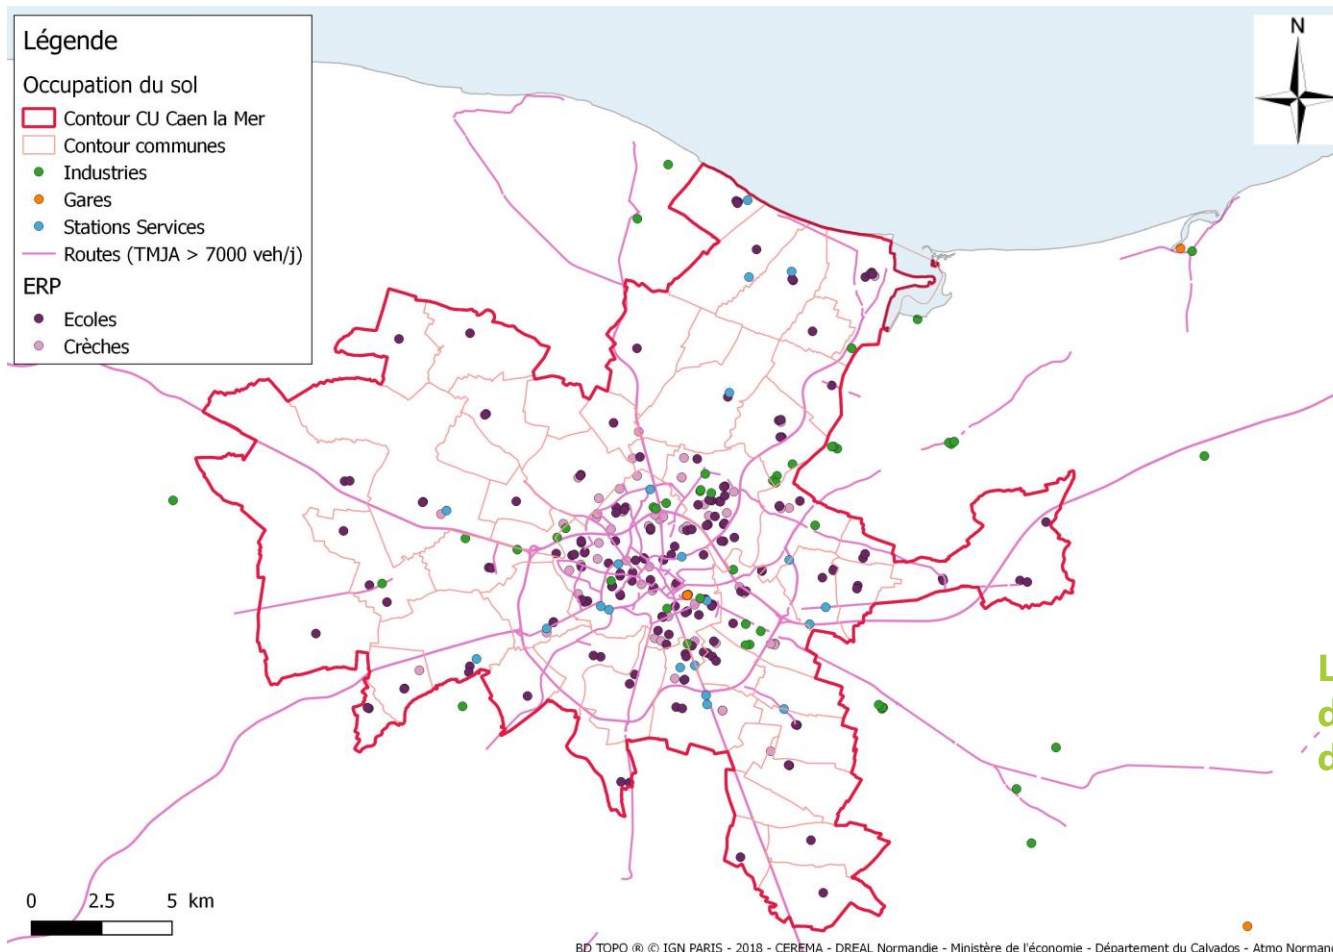 Légende
Occupation du sol
Contour CU Caen la Mer
Contour communes
Industries
Gares
Stations Services
Routes (TMJA > 7000 veh/j)
ERP
Ecoles
Crèches
N
L
d
d
0 2.5 5 km
BD TOPO ® © IGN PARIS - 2018 - CEREMA - DREAL Normandie - Ministère de l'économie - Département du Calvados - Atmo Normand